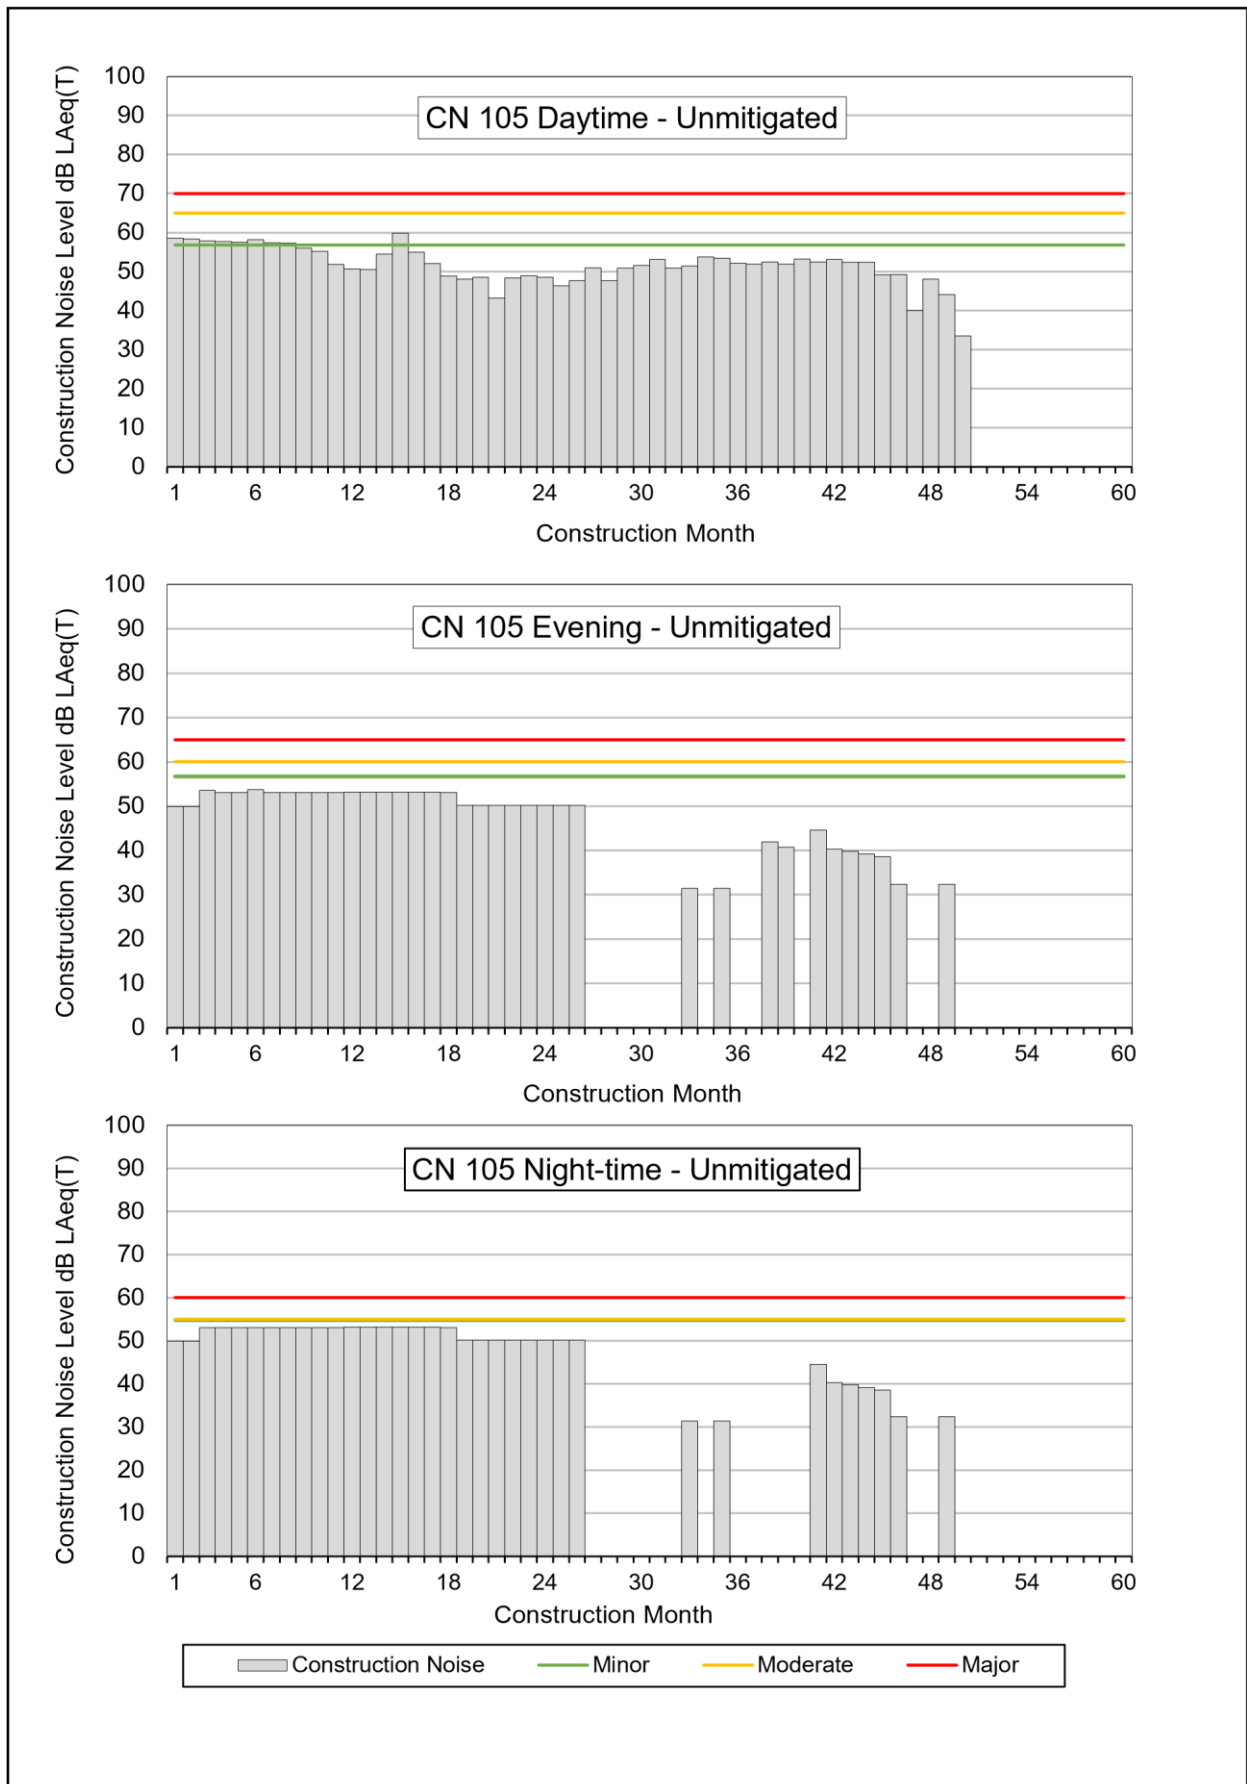 CN 105 Daytime - Unmitigated
Construction Noise Level dB LAeq(T)
100
90
80
70
60
50
40
30
20
10
0
1 6 12 18 24 30 36 42 48 54 60
Construction Month
CN 105 Evening - Unmitigated
Construction Noise Level dB LAeq(T)
100
90
80
70
60
50
40
30
20
10
0
1 6 12 18 24 30 36 42 48 54 60
Construction Month
CN 105 Night-time - Unmitigated
Construction Noise Level dB LAeq(T)
100
90
80
70
60
50
40
30
20
10
0
1 6 12 18 24 30 36 42 48 54 60
Construction Month
Construction Noise Minor Moderate Major